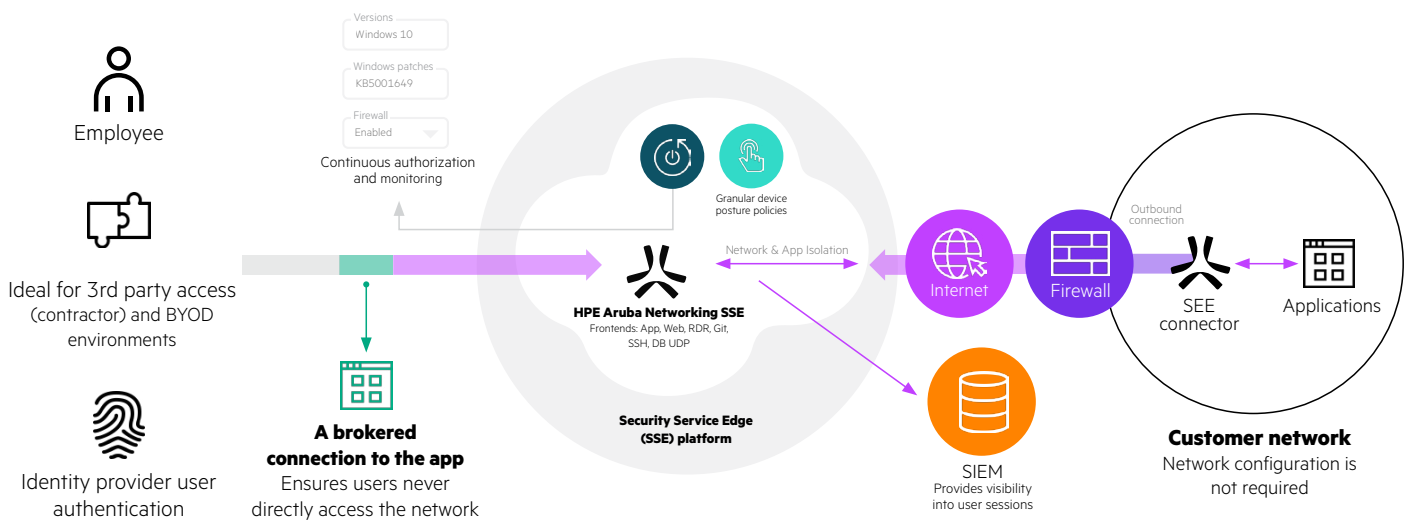 Employee
Ideal for 3rd party access
(contractor) and BYOD
environments
Identity provider user
authentication
Versions
Windows 10
Windows patches
KB5001649
Firewall
Enabled
Continuous authorization
and monitoring
A brokered
connection to the app
Ensures users never
directly access the network
Granular device
posture policies
Network & App Isolation
HPE Aruba Networking SSE
Frontends: App, Web, RDR, Git,
SSH, DB UDP
Security Service Edge
(SSE) platform
Internet
Firewall
SIEM
Provides visibility
into user sessions
Outbound
connection
SEE
connector
Applications
Customer network
Network configuration is
not required